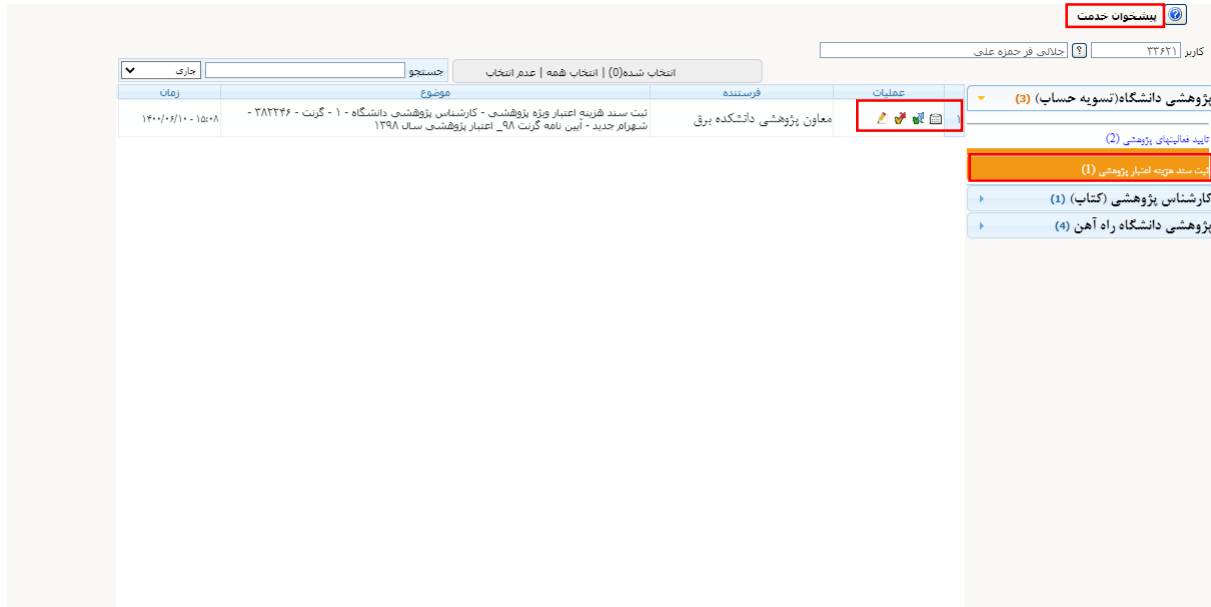 پیشخوان خدمت
کاربر ۳۳۶۲۱ ؟ جلالی فر حمزه علی
انتخاب شده(0) | انتخاب همه | عدم انتخاب جستجو جاری
عملیات فرستنده موضوع زمان
۱ معاون پژوهشی دانشکده برق ثبت سند هزینه اعتبار ویژه پژوهشی - کارشناس پژوهشی دانشگاه - ۱ - گرنت - ۳۸۲۲۴۶ - ۱۴۰۰/۰۶/۱۰ - ۱۵:۰۸
شهرام جدید - آیین نامه گرنت ۹۸_ اعتبار پژوهشی سال ۱۳۹۸
پژوهشی دانشگاه(تسویه حساب) (3)
تایید فعالیتهای پژوهشی (2)
ثبت سند هزینه اعتبار پژوهشی (1)
کارشناس پژوهشی (کتاب) (1)
پژوهشی دانشگاه راه آهن (4)